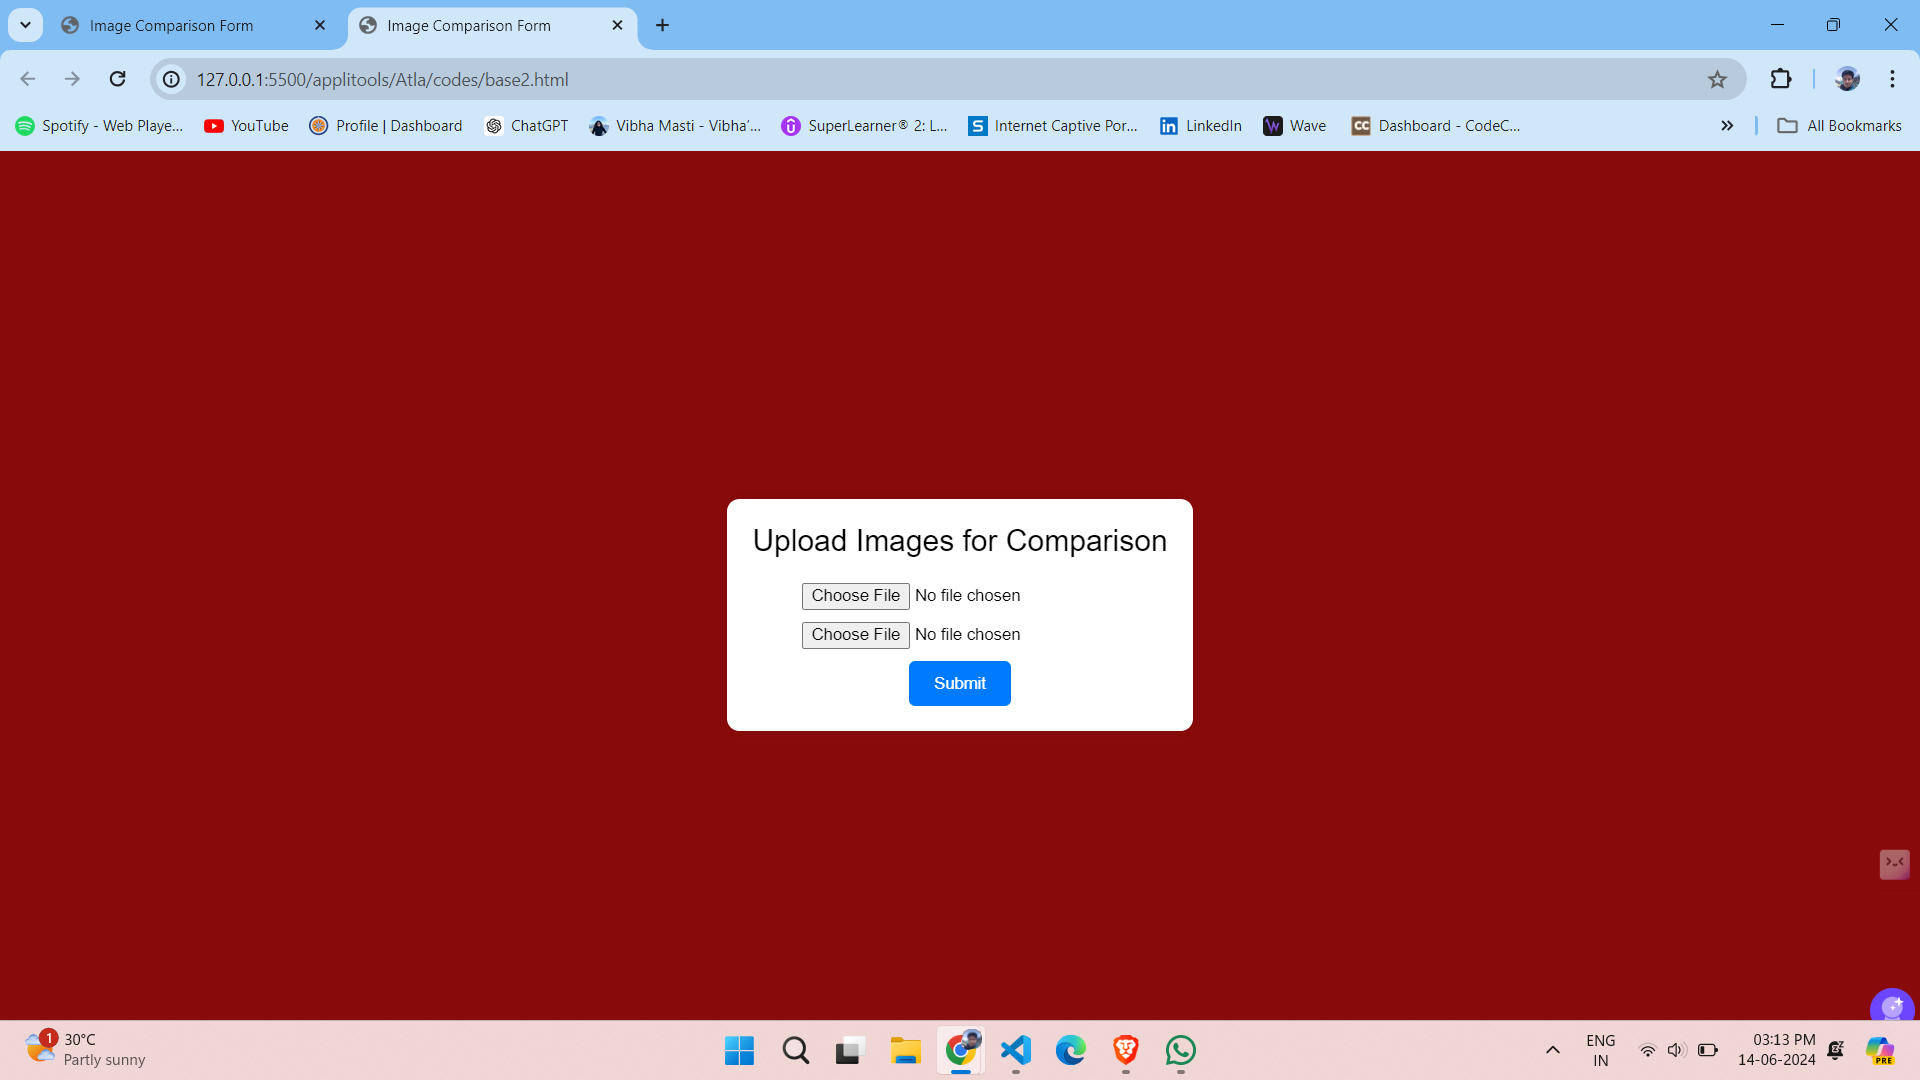 Image Comparison Form
Image Comparison Form
127.0.0.1:5500/applitools/Atla/codes/base2.html
Spotify - Web Playe...
YouTube
Profile | Dashboard
ChatGPT
Vibha Masti - Vibha'...
SuperLearner® 2: L...
S
Internet Captive Por...
in
LinkedIn
W
Wave
CC
Dashboard - CodeC...
All Bookmarks
Upload Images for Comparison
Choose File No file chosen
Choose File No file chosen
Submit
1
30°C
Partly sunny
ENG
IN
03:13 PM
14-06-2024
PRE